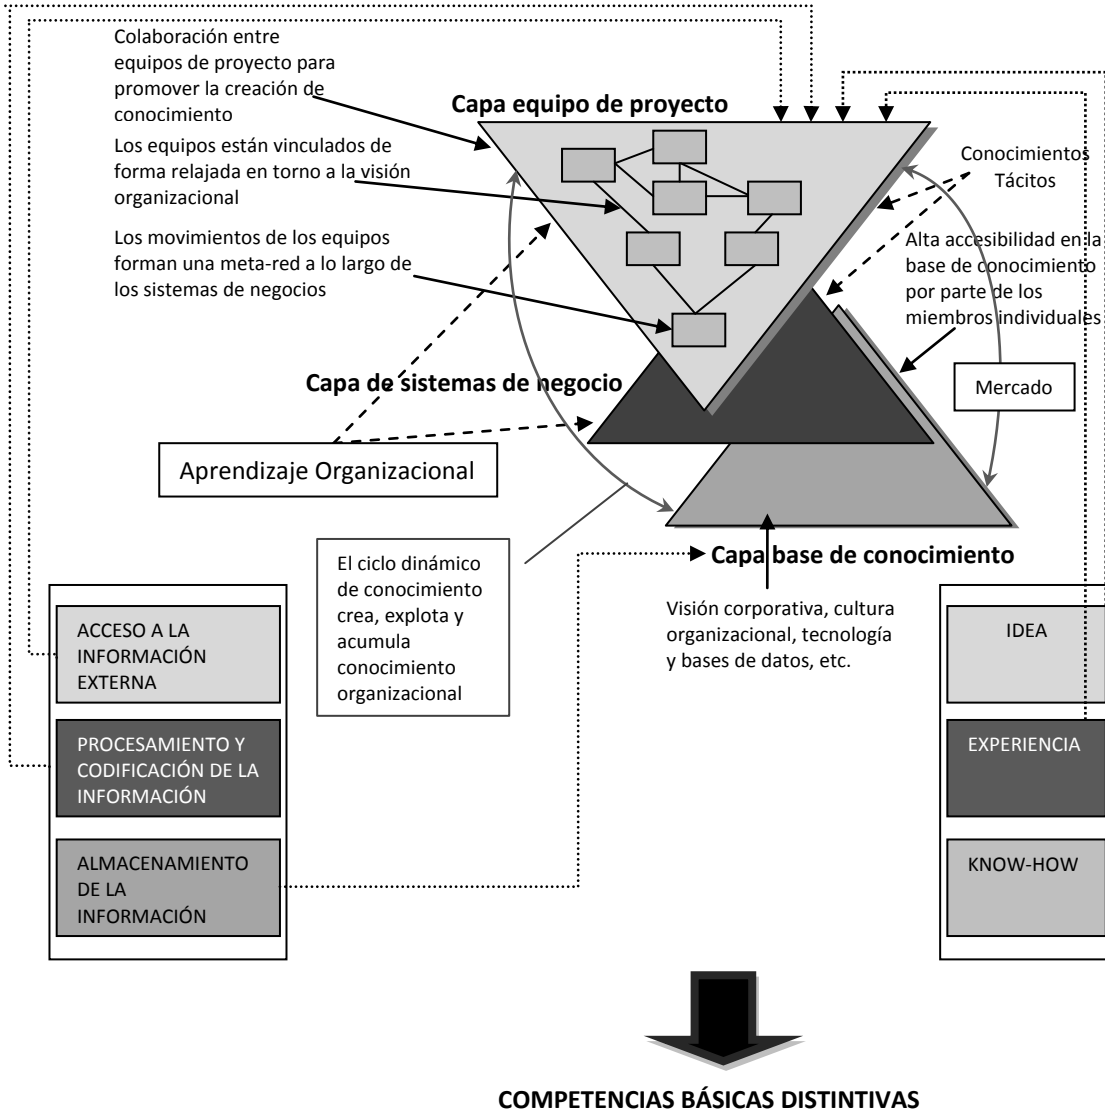 Colaboración entre
equipos de proyecto para
promover la creación de
conocimiento
Capa equipo de proyecto
Los equipos están vinculados de
forma relajada en torno a la visión
organizacional
Conocimientos
Tácitos
Los movimientos de los equipos
forman una meta-red a lo largo de
los sistemas de negocios
Alta accesibilidad en la
base de conocimiento
por parte de los
miembros individuales
Capa de sistemas de negocio
Mercado
Aprendizaje Organizacional
Capa base de conocimiento
El ciclo dinámico
de conocimiento
crea, explota y
acumula
conocimiento
organizacional
Visión corporativa, cultura
organizacional, tecnología
y bases de datos, etc.
ACCESO A LA
INFORMACIÓN
EXTERNA
PROCESAMIENTO Y
CODIFICACIÓN DE LA
INFORMACIÓN
ALMACENAMIENTO
DE LA
INFORMACIÓN
IDEA
EXPERIENCIA
KNOW-HOW
COMPETENCIAS BÁSICAS DISTINTIVAS